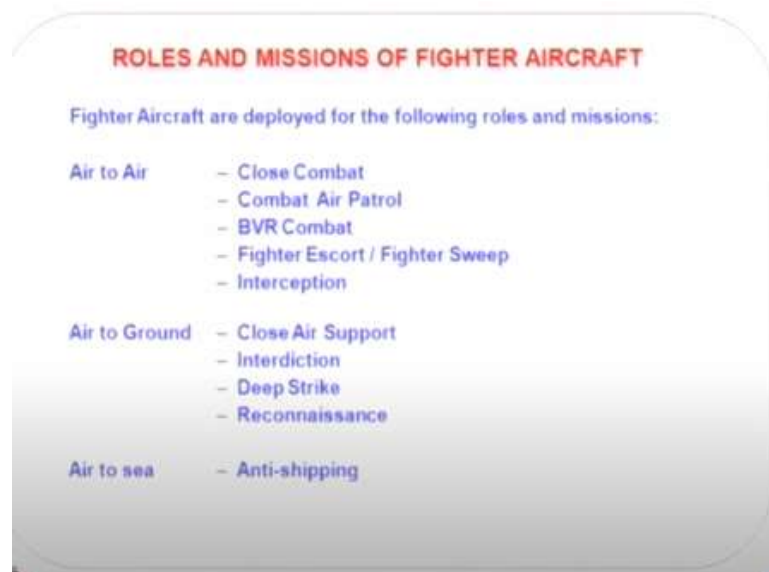 ROLES AND MISSIONS OF FIGHTER AIRCRAFT
Fighter Aircraft are deployed for the following roles and missions:
Air to Air – Close Combat
– Combat Air Patrol
– BVR Combat
– Fighter Escort / Fighter Sweep
– Interception
Air to Ground – Close Air Support
– Interdiction
– Deep Strike
– Reconnaissance
Air to sea – Anti-shipping